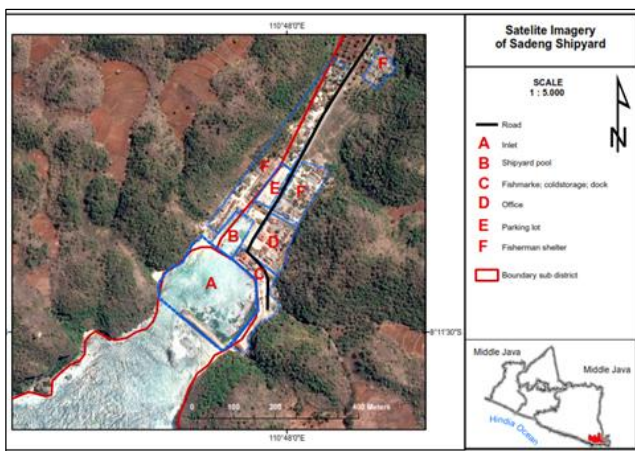 110°48'0"E
A
B
C
D
E
F
F
F
8°11'30"S
0
100
200
400 Meters
110°48'0"E
Satelite Imagery
of Sadeng Shipyard
SCALE
1 : 5.000
N
Road
A Inlet
B Shipyard pool
C Fishmarke; coldstorage; dock
D Office
E Parking lot
F Fisherman shelter
Boundary sub district
Middle Java
Middle Java
Hindia Ocean